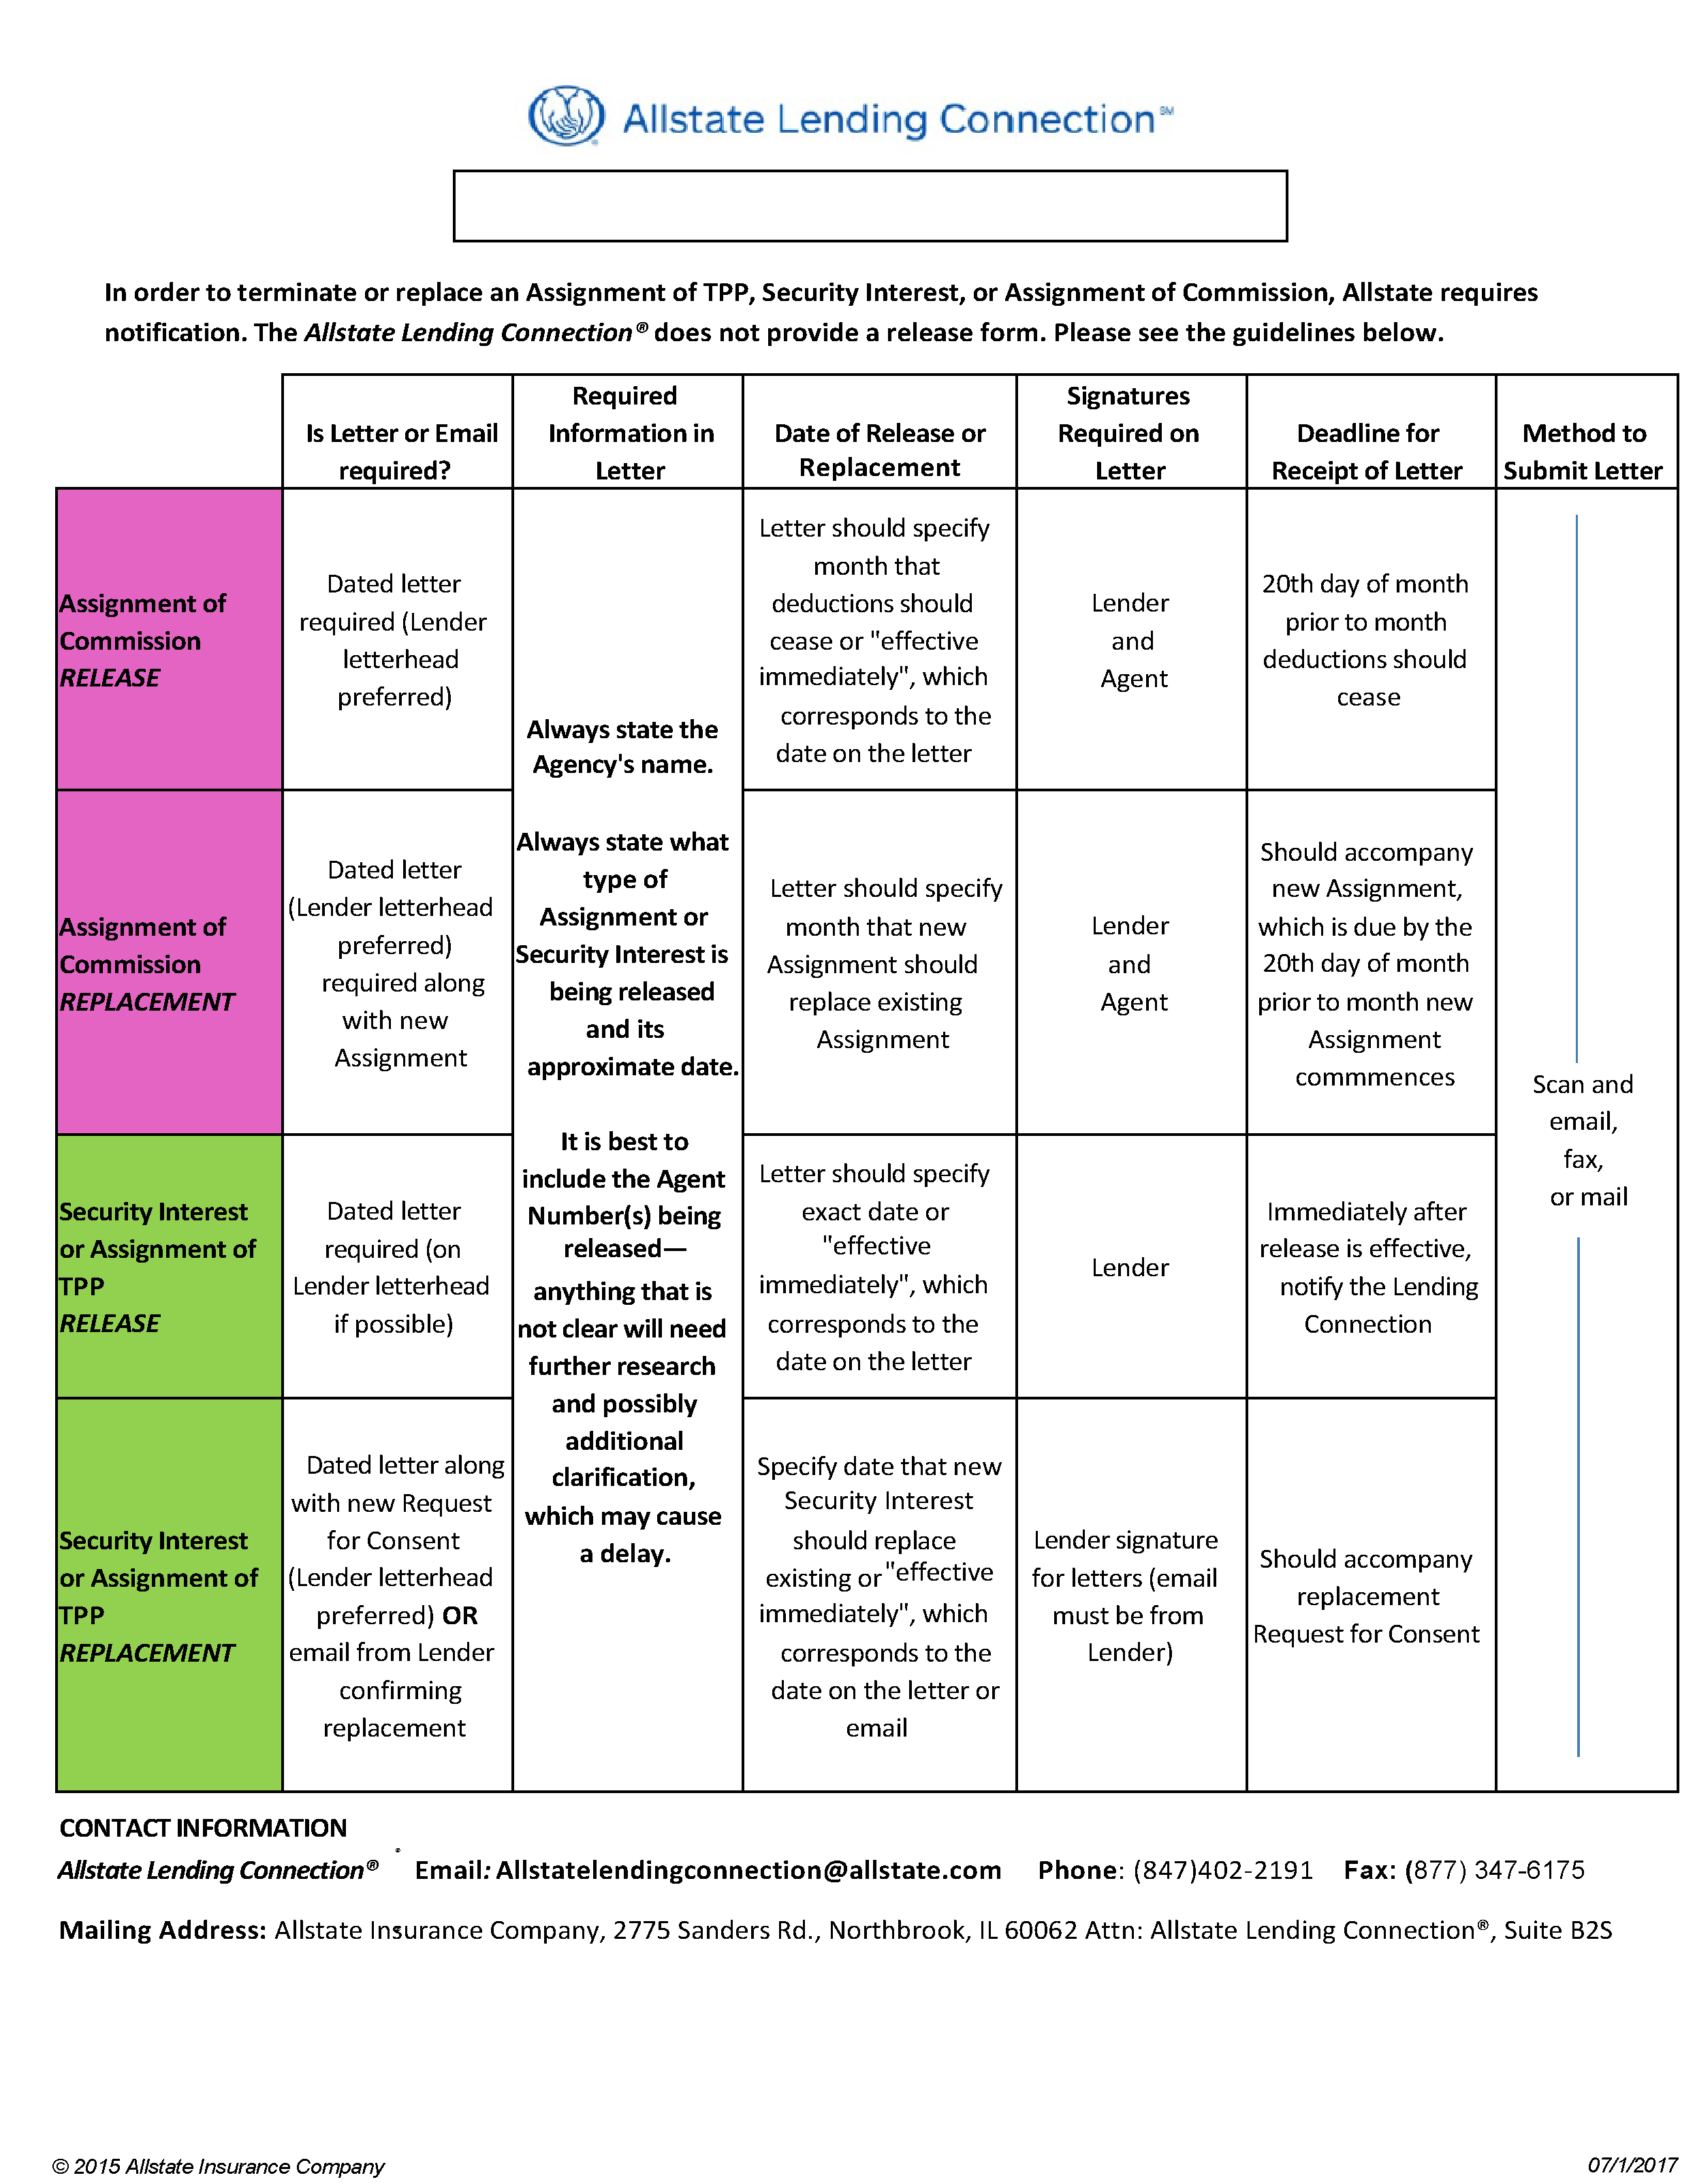 Allstate Lending Connection℠
In order to terminate or replace an Assignment of TPP, Security Interest, or Assignment of Commission, Allstate requires
notification. The Allstate Lending Connection® does not provide a release form. Please see the guidelines below.
Is Letter or Email
required?
Required
Information in
Letter
Date of Release or
Replacement
Signatures
Required on
Letter
Deadline for
Receipt of Letter
Method to
Submit Letter
Assignment of
Commission
RELEASE
Dated letter
required (Lender
letterhead
preferred)
Always state the
Agency's name.
Always state what
type of
Assignment or
Security Interest is
being released
and its
approximate date.
It is best to
include the Agent
Number(s) being
released—
anything that is
not clear will need
further research
and possibly
additional
clarification,
which may cause
a delay.
Letter should specify
month that
deductions should
cease or "effective
immediately", which
corresponds to the
date on the letter
Lender
and
Agent
20th day of month
prior to month
deductions should
cease
Scan and
email,
fax,
or mail
Assignment of
Commission
REPLACEMENT
Dated letter
(Lender letterhead
preferred)
required along
with new
Assignment
Letter should specify
month that new
Assignment should
replace existing
Assignment
Lender
and
Agent
Should accompany
new Assignment,
which is due by the
20th day of month
prior to month new
Assignment
commmences
Security Interest
or Assignment of
TPP
RELEASE
Dated letter
required (on
Lender letterhead
if possible)
Letter should specify
exact date or
"effective
immediately", which
corresponds to the
date on the letter
Lender
Immediately after
release is effective,
notify the Lending
Connection
Security Interest
or Assignment of
TPP
REPLACEMENT
Dated letter along
with new Request
for Consent
(Lender letterhead
preferred) OR
email from Lender
confirming
replacement
Specify date that new
Security Interest
should replace
existing or "effective
immediately", which
corresponds to the
date on the letter or
email
Lender signature
for letters (email
must be from
Lender)
Should accompany
replacement
Request for Consent
CONTACT INFORMATION
Allstate Lending Connection® Email: Allstatelendingconnection@allstate.com Phone: (847)402-2191 Fax: (877) 347-6175
Mailing Address: Allstate Insurance Company, 2775 Sanders Rd., Northbrook, IL 60062 Attn: Allstate Lending Connection®, Suite B2S
© 2015 Allstate Insurance Company
07/1/2017